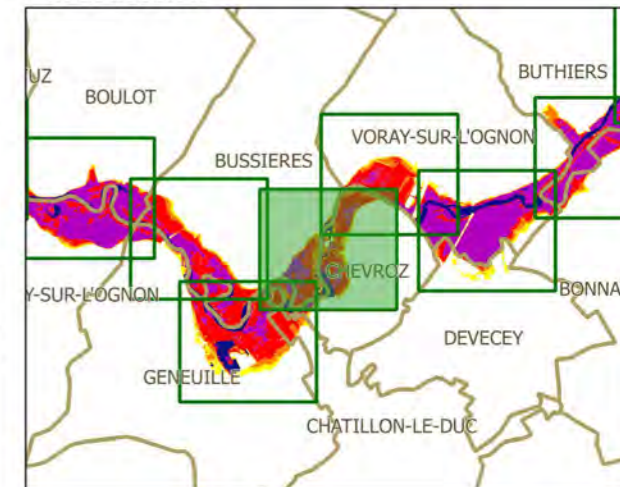 BUTHIERS
UZ
BOULOT
VORAY-SUR-L'OGNON
BUSSIERES
CHEVROZ
Y-SUR-L'OGNON
BONNA
DEVECEY
GENEUILLE
CHATILLON-LE-DUC